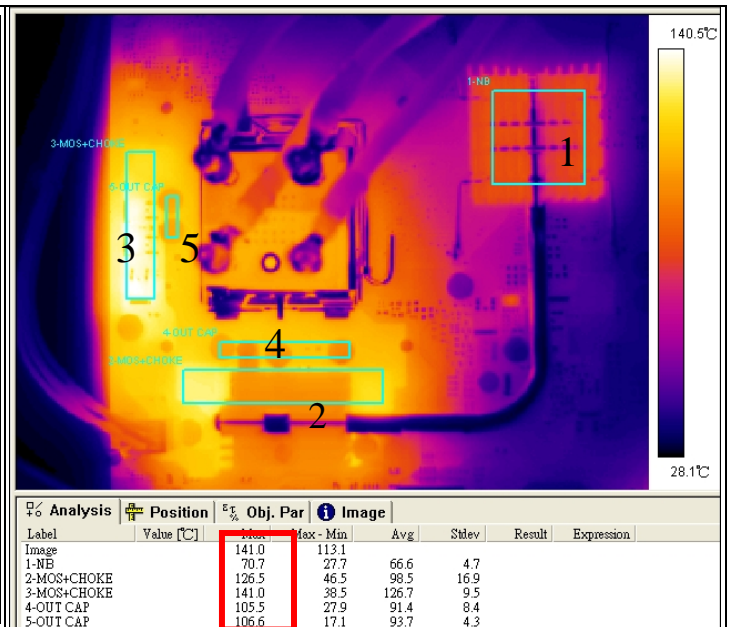 140.5°C
1-NB
1
3-MOS+CHOKE
5-OUT CAP
3
5
4-OUT CAP
4
2-MOS+CHOKE
2
28.1°C
Analysis Position Obj. Par Image
Label Value [°C] Max Max - Min Avg Stdev Result Expression
Image 141.0 113.1
1-NB 70.7 27.7 66.6 4.7
2-MOS+CHOKE 126.5 46.5 98.5 16.9
3-MOS+CHOKE 141.0 38.5 126.7 9.5
4-OUT CAP 105.5 27.9 91.4 8.4
5-OUT CAP 106.6 17.1 93.7 4.3